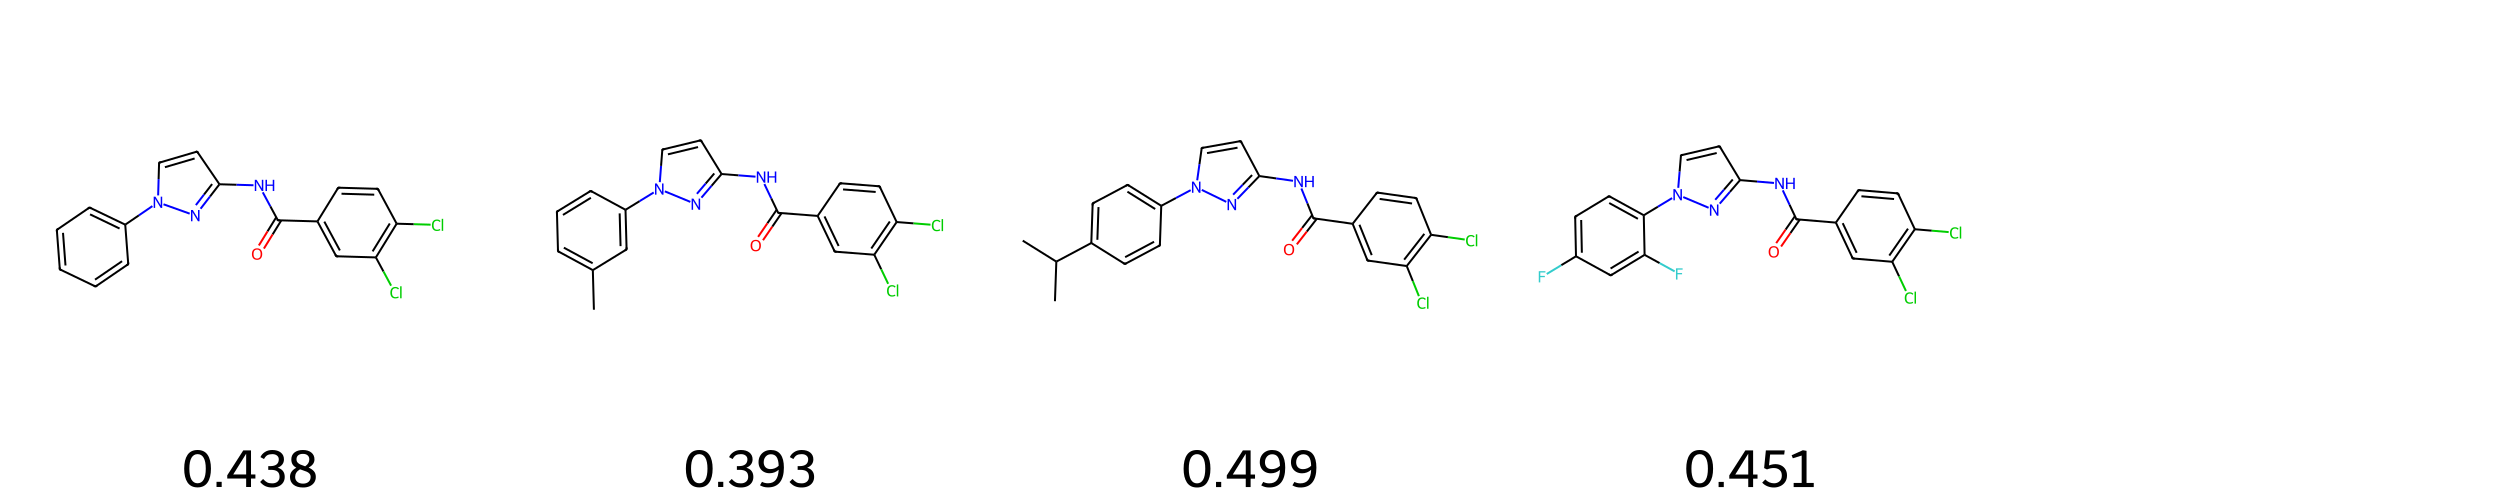 N N NH O Cl Cl
N N NH O Cl Cl
N N NH O Cl Cl
F F N N NH O Cl Cl
0.438 0.393 0.499 0.451